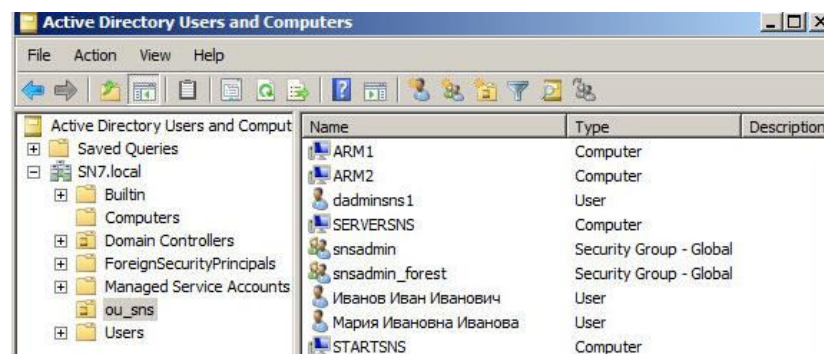 Active Directory Users and Computers
File Action View Help
Active Directory Users and Comput
Name Type Description
Saved Queries
ARM1 Computer
SN7.local
ARM2 Computer
Builtin
dadminsns1 User
Computers
SERVERSNS Computer
Domain Controllers
snsadmin Security Group - Global
ForeignSecurityPrincipals
snsadmin_forest Security Group - Global
Managed Service Accounts
Иванов Иван Иванович User
ou_sns
Мария Ивановна Иванова User
Users
STARTSNS Computer